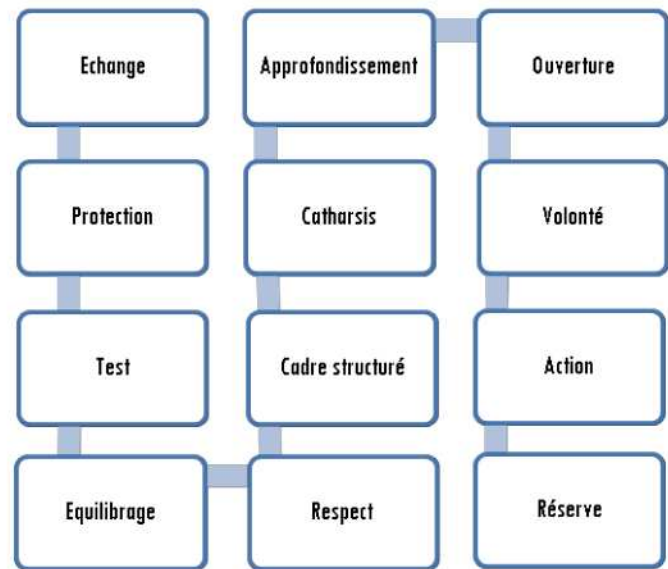 Echange
Protection
Test
Equilibrage
Respect
Cadre structuré
Catharsis
Approfondissement
Ouverture
Volonté
Action
Réserve